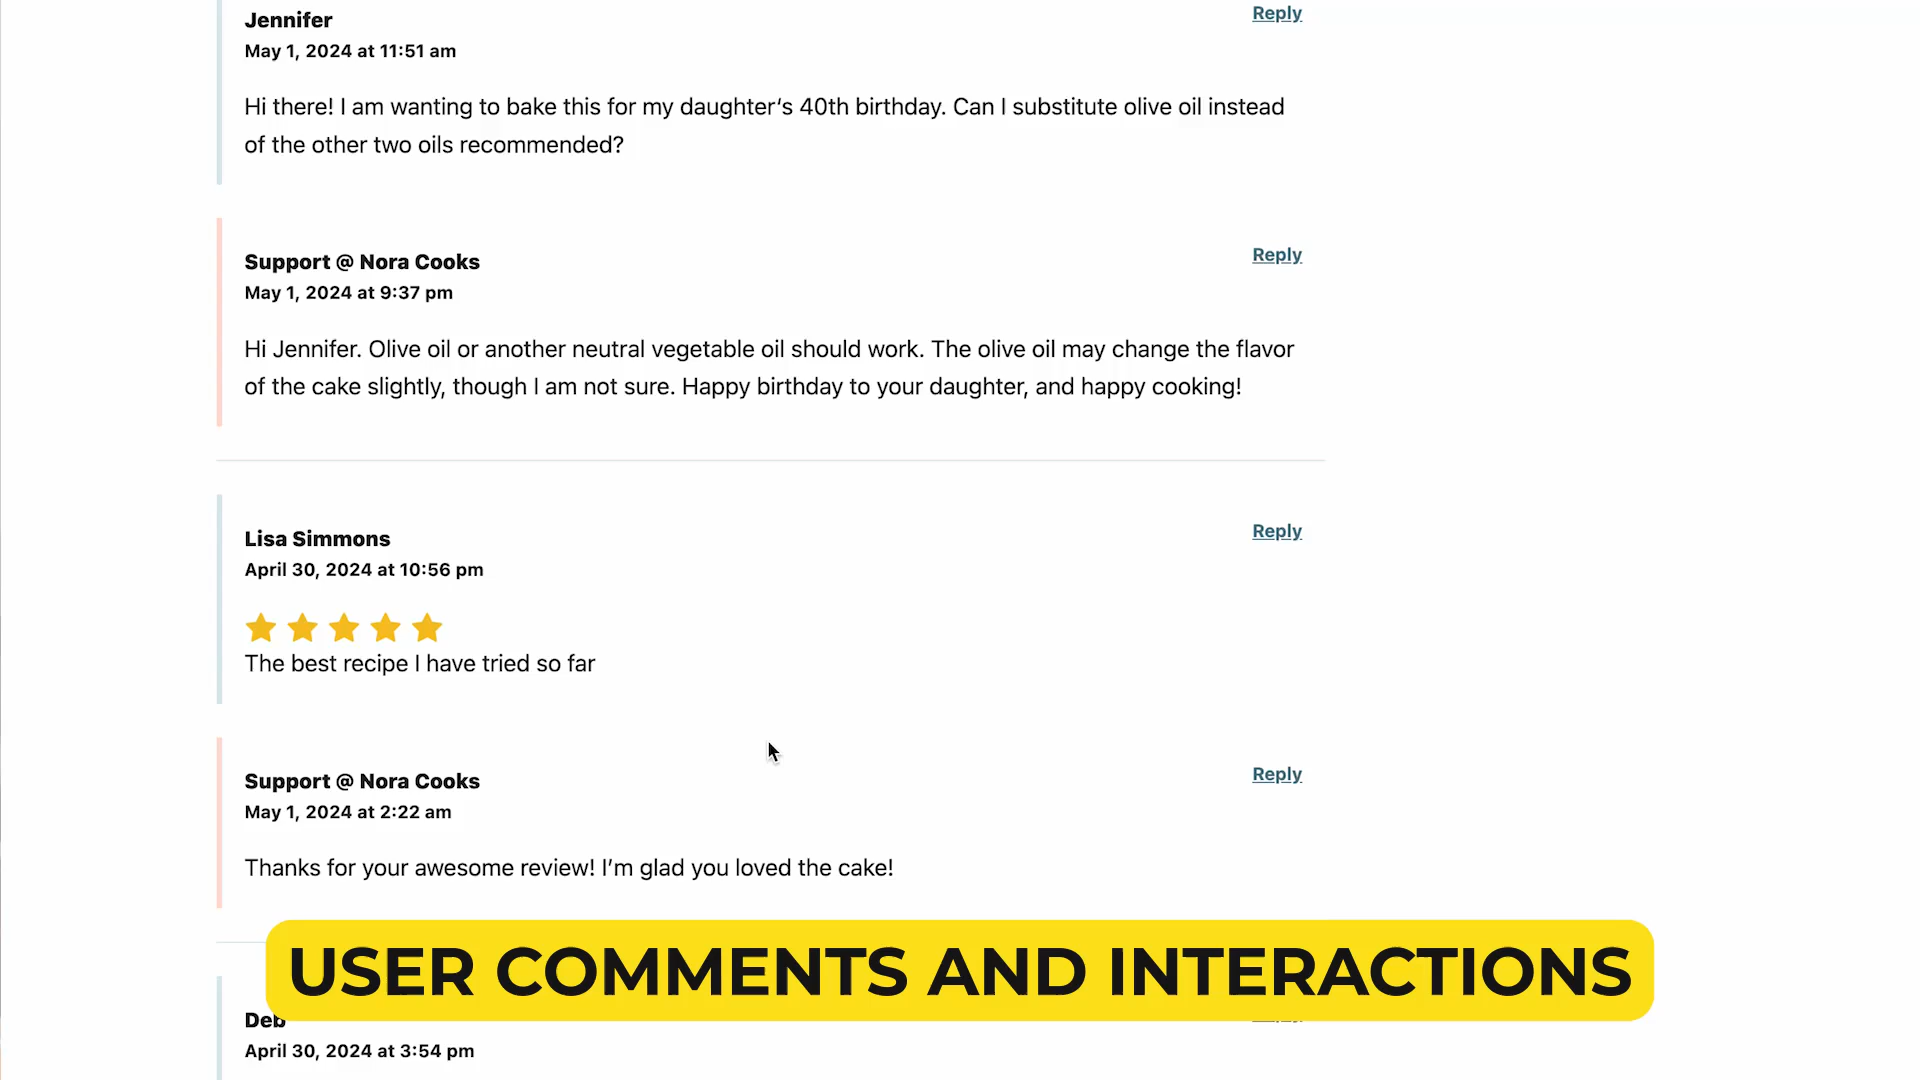 Jennifer
Reply
May 1, 2024 at 11:51 am
Hi there! I am wanting to bake this for my daughter‘s 40th birthday. Can I substitute olive oil instead
of the other two oils recommended?
Support @ Nora Cooks
Reply
May 1, 2024 at 9:37 pm
Hi Jennifer. Olive oil or another neutral vegetable oil should work. The olive oil may change the flavor
of the cake slightly, though I am not sure. Happy birthday to your daughter, and happy cooking!
Lisa Simmons
Reply
April 30, 2024 at 10:56 pm
The best recipe I have tried so far
Support @ Nora Cooks
Reply
May 1, 2024 at 2:22 am
Thanks for your awesome review! I’m glad you loved the cake!
USER COMMENTS AND INTERACTIONS
Deb
April 30, 2024 at 3:54 pm